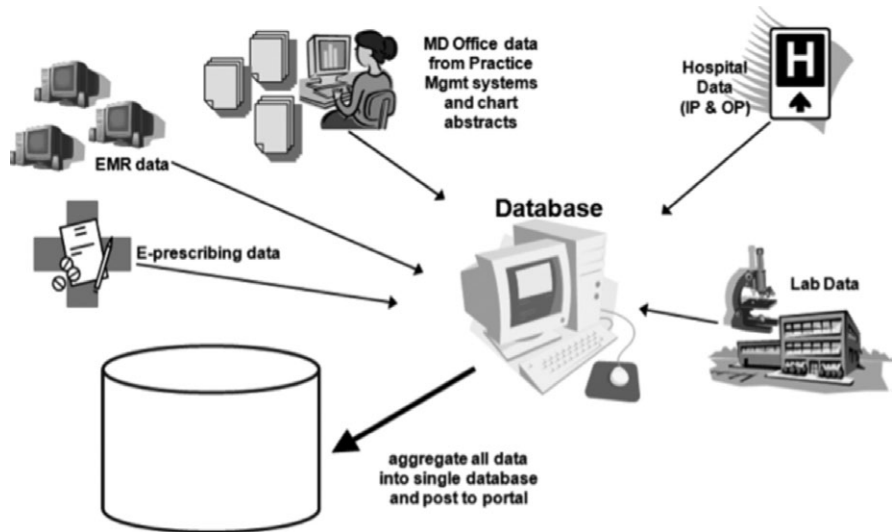 MD Office data
from Practice
Mgmt systems
and chart
abstracts
H
Hospital
Data
(IP & OP)
EMR data
Database
E-prescribing data
Lab Data
aggregate all data
into single database
and post to portal